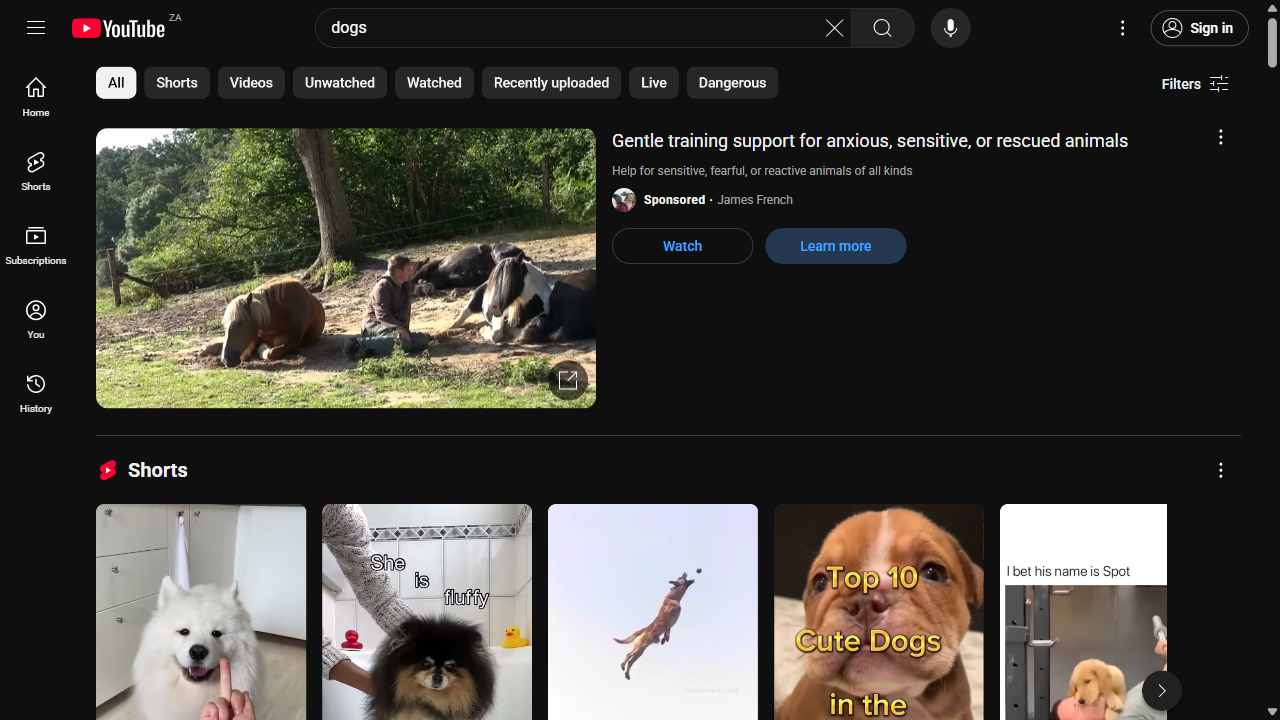 YouTube ZA
dogs
Sign in
All
Shorts
Videos
Unwatched
Watched
Recently uploaded
Live
Dangerous
Filters
Home
Shorts
Subscriptions
You
History
Gentle training support for anxious, sensitive, or rescued animals
Help for sensitive, fearful, or reactive animals of all kinds
Sponsored · James French
Watch
Learn more
Shorts
She
is
fluffy
Top 10
Cute Dogs
in the
I bet his name is Spot